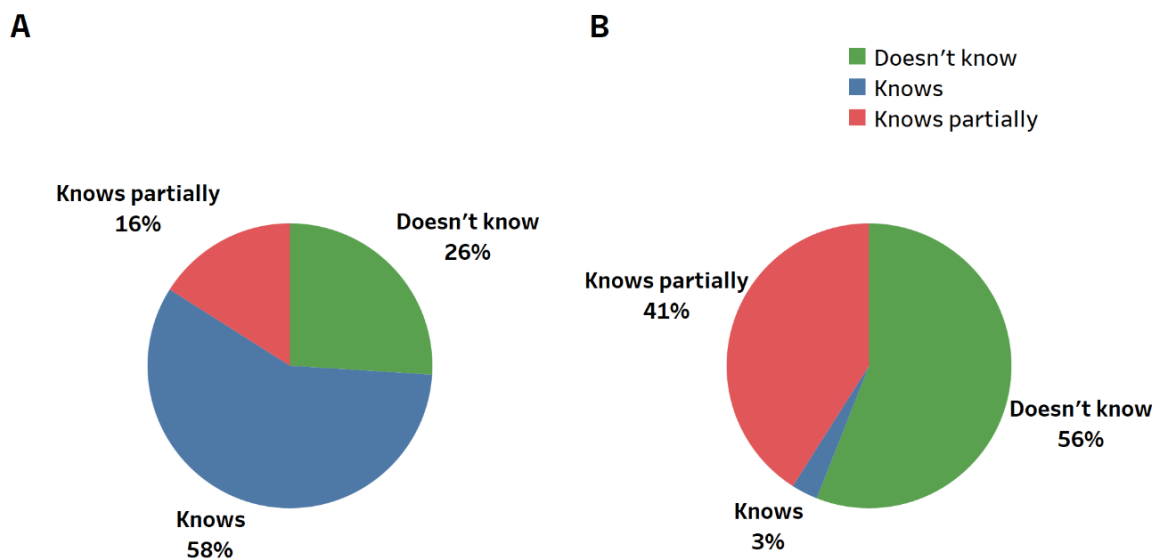 A
Knows partially
16%
Doesn't know
26%
Knows
58%
B
Doesn't know
Knows
Knows partially
Knows partially
41%
Doesn't know
56%
Knows
3%